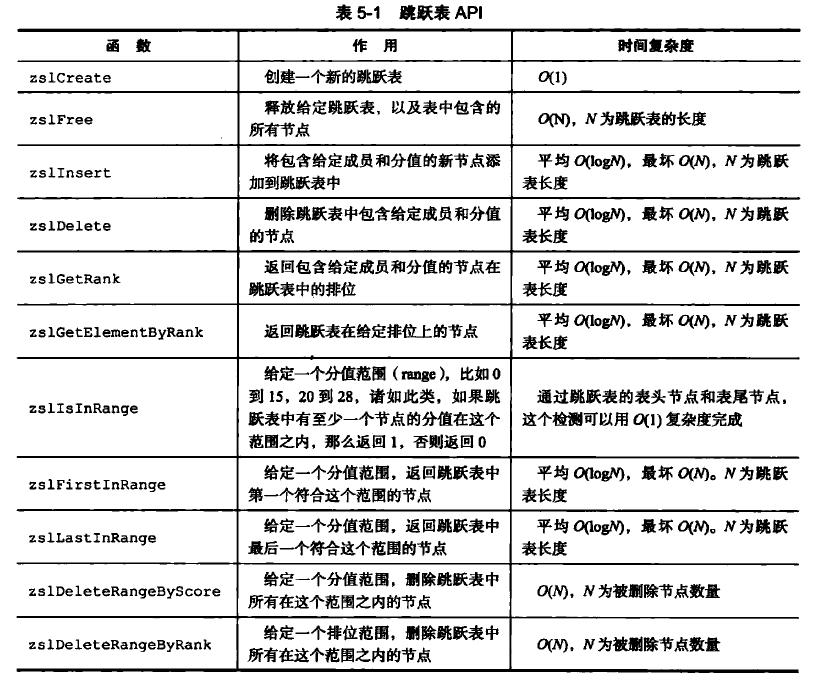 表 5-1 跳跃表 API
函 数 作 用 时间复杂度
zslCreate 创建一个新的跳跃表 O(1)
zslFree 释放给定跳跃表，以及表中包含的
所有节点 O(N)，N 为跳跃表的长度
zslInsert 将包含给定成员和分值的新节点添
加到跳跃表中 平均 O(logN)，最坏 O(N)，N 为跳跃
表长度
zslDelete 删除跳跃表中包含给定成员和分值
的节点 平均 O(logN)，最坏 O(N)，N 为跳跃
表长度
zslGetRank 返回包含给定成员和分值的节点在
跳跃表中的排位 平均 O(logN)，最坏 O(N)，N 为跳跃
表长度
zslGetElementByRank 返回跳跃表在给定排位上的节点 平均 O(logN)，最坏 O(N)，N 为跳跃
表长度
zslIsInRange 给定一个分值范围（range），比如 0
到 15，20 到 28，诸如此类，如果跳
跃表中有至少一个节点的分值在这个
范围之内，那么返回 1，否则返回 0 通过跳跃表的表头节点和表尾节点，
这个检测可以用 O(1) 复杂度完成
zslFirstInRange 给定一个分值范围，返回跳跃表中
第一个符合这个范围的节点 平均 O(logN)，最坏 O(N)。N 为跳跃
表长度
zslLastInRange 给定一个分值范围，返回跳跃表中
最后一个符合这个范围的节点 平均 O(logN)，最坏 O(N)。N 为跳跃
表长度
zslDeleteRangeByScore 给定一个分值范围，删除跳跃表中
所有在这个范围之内的节点 O(N)，N 为被删除节点数量
zslDeleteRangeByRank 给定一个排位范围，删除跳跃表中
所有在这个范围之内的节点 O(N)，N 为被删除节点数量